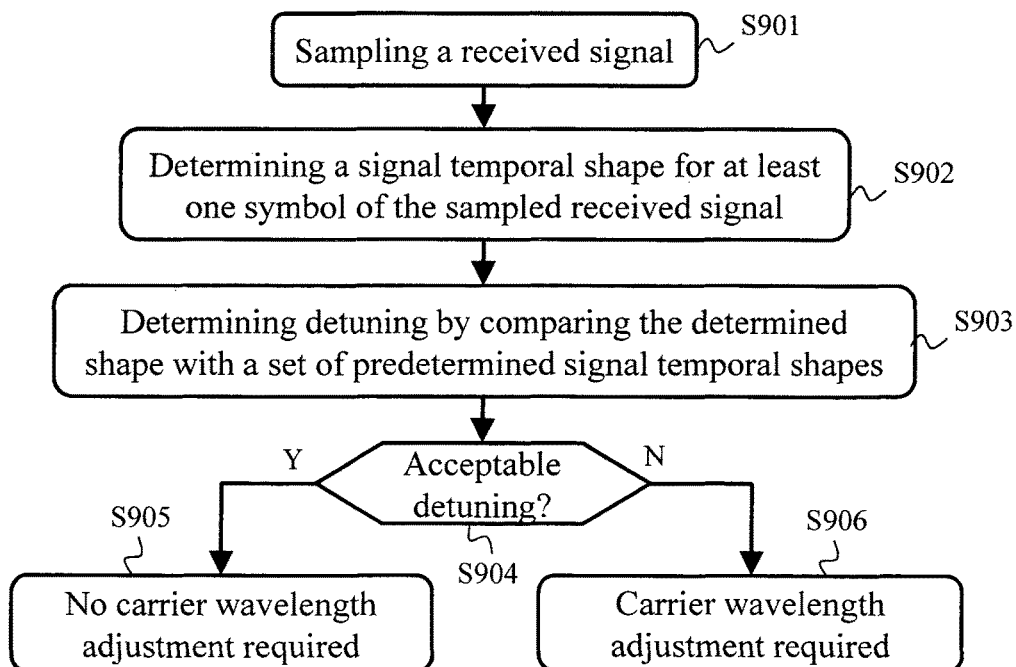 Sampling a received signal
S901
Determining a signal temporal shape for at least
one symbol of the sampled received signal
S902
Determining detuning by comparing the determined
shape with a set of predetermined signal temporal shapes
S903
Y
Acceptable
detuning?
N
S904
S905
No carrier wavelength
adjustment required
S906
Carrier wavelength
adjustment required